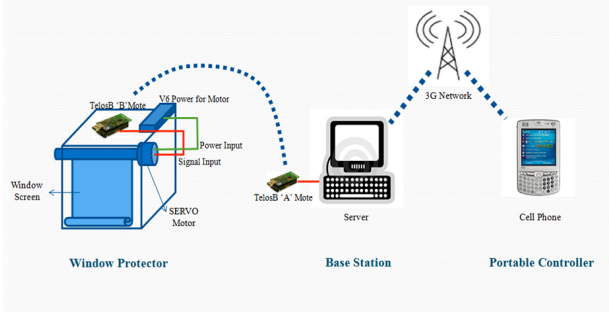 3G Network
TelosB 'B'Mote
V6 Power for Motor
Power Input
Signal Input
Window
Screen
SERVO
Motor
TelosB 'A' Mote
Server
Cell Phone
Window Protector
Base Station
Portable Controller